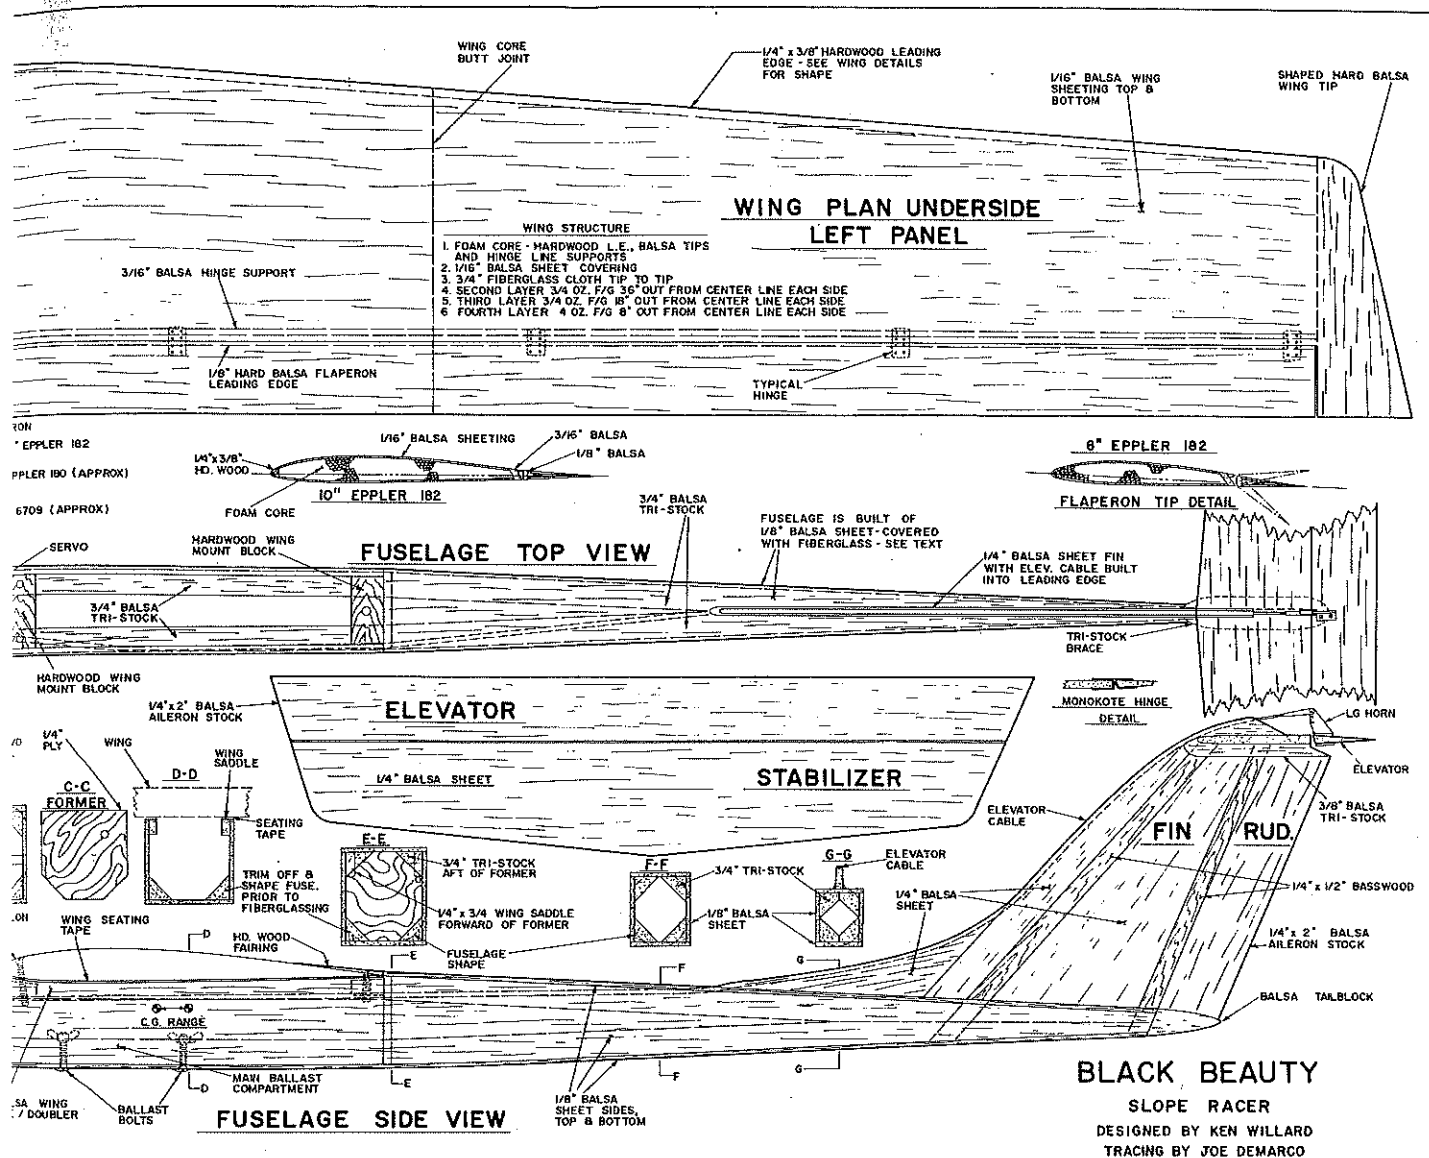 WING CORE
BUTT JOINT
1/4" x 3/8" HARDWOOD LEADING
EDGE - SEE WING DETAILS
FOR SHAPE
1/16" BALSA WING
SHEETING TOP &
BOTTOM
SHAPED HARD BALSA
WING TIP
WING PLAN UNDERSIDE
LEFT PANEL
WING STRUCTURE
1. FOAM CORE - HARDWOOD L.E., BALSA TIPS
AND HINGE LINE SUPPORTS
2. 1/16" BALSA SHEET COVERING
3. 3/4" FIBERGLASS CLOTH TIP TO TIP
4. SECOND LAYER 3/4 OZ. F/G 36" OUT FROM CENTER LINE EACH SIDE
5. THIRD LAYER 3/4 OZ. F/G 18" OUT FROM CENTER LINE EACH SIDE
6 FOURTH LAYER 4 OZ. F/G 8" OUT FROM CENTER LINE EACH SIDE
3/16" BALSA HINGE SUPPORT
1/8" HARD BALSA FLAPERON
LEADING EDGE
TYPICAL
HINGE
RON
" EPPLER 182
PPLER 180 (APPROX)
6709 (APPROX)
1/4" x 3/8"
HD. WOOD
1/16" BALSA SHEETING
3/16" BALSA
1/8" BALSA
10" EPPLER 182
FOAM CORE
8" EPPLER 182
FLAPERON TIP DETAIL
SERVO
HARDWOOD WING
MOUNT BLOCK
FUSELAGE TOP VIEW
3/4" BALSA
TRI-STOCK
FUSELAGE IS BUILT OF
1/8" BALSA SHEET-COVERED
WITH FIBERGLASS - SEE TEXT
1/4" BALSA SHEET FIN
WITH ELEV. CABLE BUILT
INTO LEADING EDGE
3/4" BALSA
TRI-STOCK
TRI-STOCK
BRACE
HARDWOOD WING
MOUNT BLOCK
1/4" x 2" BALSA
AILERON STOCK
ELEVATOR
1/4" BALSA SHEET
STABILIZER
MONOKOTE HINGE
DETAIL
LG HORN
ELEVATOR
1/4"
PLY
WING
D-D
WING
SADDLE
C-C
FORMER
SEATING
TAPE
TRIM OFF &
SHAPE FUSE.
PRIOR TO
FIBERGLASSING
E-E
3/4" TRI-STOCK
AFT OF FORMER
1/4" x 3/4 WING SADDLE
FORWARD OF FORMER
FUSELAGE
SHAPE
F-F
3/4" TRI-STOCK
1/8" BALSA
SHEET
G-G
ELEVATOR
CABLE
ELEVATOR
CABLE
1/4" BALSA
SHEET
FIN
RUD.
3/8" BALSA
TRI-STOCK
1/4" x 1/2" BASSWOOD
1/4" x 2" BALSA
AILERON STOCK
BALSA TAILBLOCK
WING SEATING
TAPE
D
HD. WOOD
FAIRING
E
F
G
C.G. RANGE
D
E
F
G
MAIN BALLAST
COMPARTMENT
BALLAST
BOLTS
SA WING
/ DOUBLER
1/8" BALSA
SHEET SIDES,
TOP & BOTTOM
FUSELAGE SIDE VIEW
BLACK BEAUTY
SLOPE RACER
DESIGNED BY KEN WILLARD
TRACING BY JOE DEMARCO